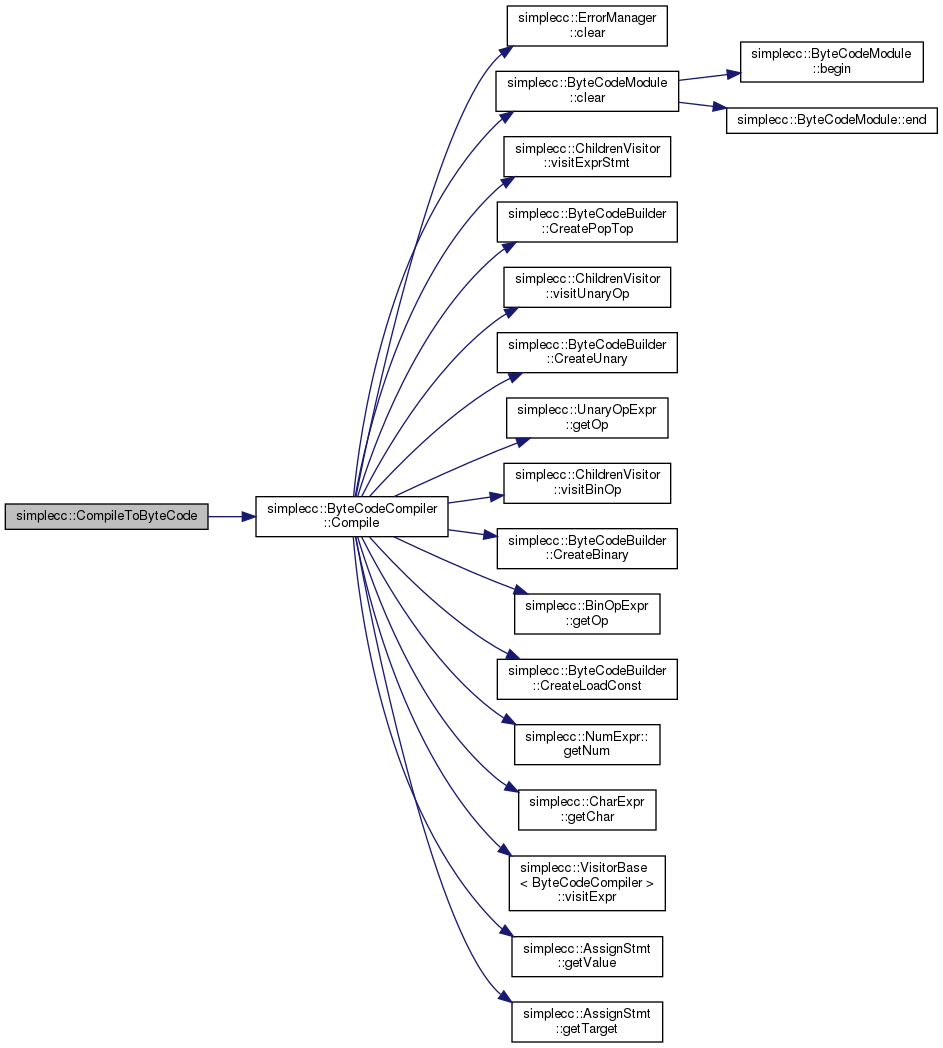 simplecc::ErrorManager
::clear
simplecc::ByteCodeModule
::clear
simplecc::ByteCodeModule
::begin
simplecc::ByteCodeModule::end
simplecc::ChildrenVisitor
::visitExprStmt
simplecc::ByteCodeBuilder
::CreatePopTop
simplecc::ChildrenVisitor
::visitUnaryOp
simplecc::ByteCodeBuilder
::CreateUnary
simplecc::UnaryOpExpr
::getOp
simplecc::ChildrenVisitor
::visitBinOp
simplecc::CompileToByteCode
simplecc::ByteCodeCompiler
::Compile
simplecc::ByteCodeBuilder
::CreateBinary
simplecc::BinOpExpr
::getOp
simplecc::ByteCodeBuilder
::CreateLoadConst
simplecc::NumExpr::
getNum
simplecc::CharExpr
::getChar
simplecc::VisitorBase
< ByteCodeCompiler >
::visitExpr
simplecc::AssignStmt
::getValue
simplecc::AssignStmt
::getTarget